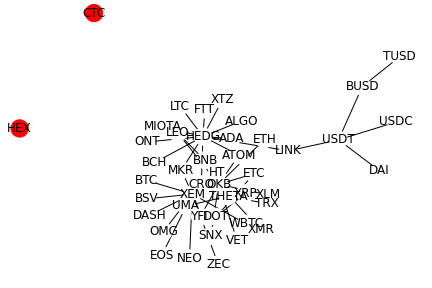 CTC
TUSD
BUSD
XTZ
LTC
FTT
HEX
MIOTA
LEO
HEDG
ALGO
USDC
ONT
ADA
ETH
USDT
LINK
BCH
BNB
ATOM
MKR
HT
ETC
DAI
BTC
CRO
OKB
BSV
XEM
THETA
XRP
XLM
TRX
DASH
UMA
YFI
DOT
WBTC
OMG
SNX
VET
XMR
EOS
NEO
ZEC